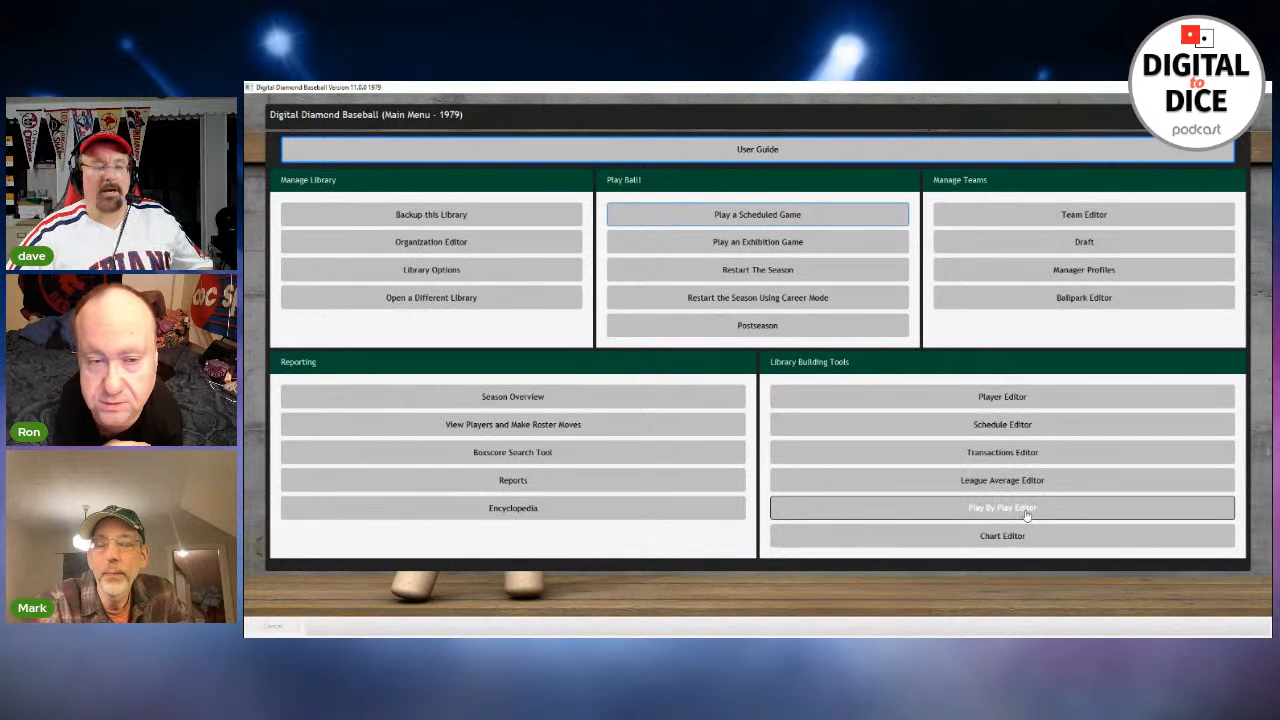 DIGITAL
to
DICE
podcast
Digital Diamond Baseball Version 11.0.0 1979
Digital Diamond Baseball (Main Menu - 1979)
User Guide
Manage Library
Backup this Library
Organization Editor
Library Options
Open a Different Library
Play Ball!
Play a Scheduled Game
Play an Exhibition Game
Restart The Season
Restart the Season Using Career Mode
Postseason
Manage Teams
Team Editor
Draft
Manager Profiles
Ballpark Editor
Reporting
Season Overview
View Players and Make Roster Moves
Boxscore Search Tool
Reports
Encyclopedia
Library Building Tools
Player Editor
Schedule Editor
Transactions Editor
League Average Editor
Play By Play Editor
Chart Editor
Cancel
dave
Ron
Mark